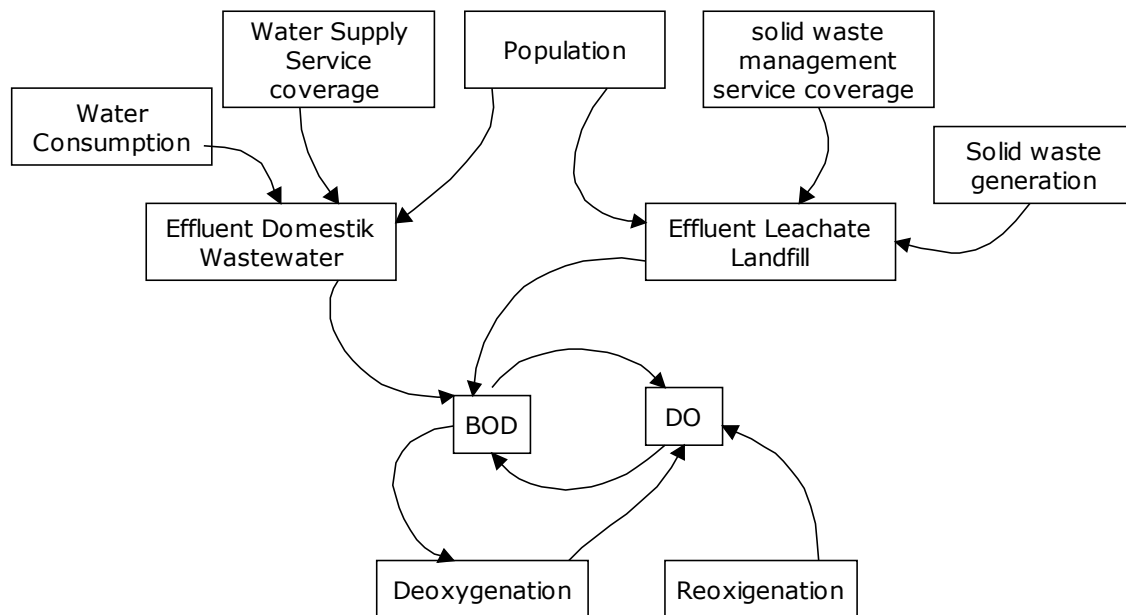 Water Supply
Service
coverage
Population
solid waste
management
service coverage
Water
Consumption
Solid waste
generation
Effluent Domestik
Wastewater
Effluent Leachate
Landfill
BOD
DO
Deoxygenation
Reoxigenation